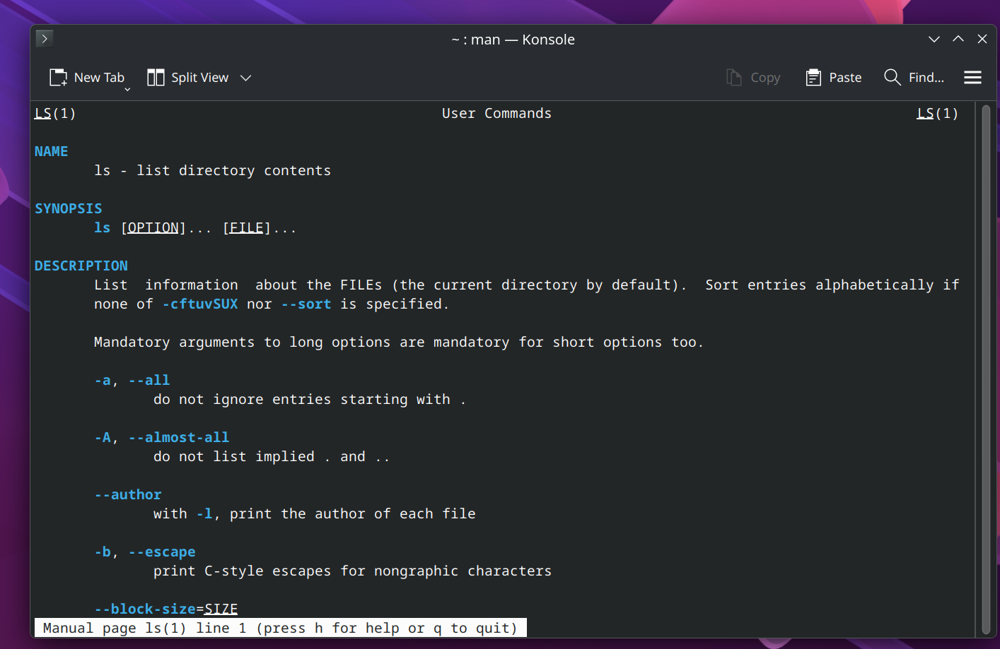 ~ : man — Konsole
New Tab Split View Copy Paste Find...
LS(1) User Commands LS(1)
NAME
ls - list directory contents
SYNOPSIS
ls [OPTION]... [FILE]...
DESCRIPTION
List  information  about the FILEs (the current directory by default).  Sort entries alphabetically if
none of -cftuvSUX nor --sort is specified.
Mandatory arguments to long options are mandatory for short options too.
-a, --all
do not ignore entries starting with .
-A, --almost-all
do not list implied . and ..
--author
with -l, print the author of each file
-b, --escape
print C-style escapes for nongraphic characters
--block-size=SIZE
Manual page ls(1) line 1 (press h for help or q to quit)